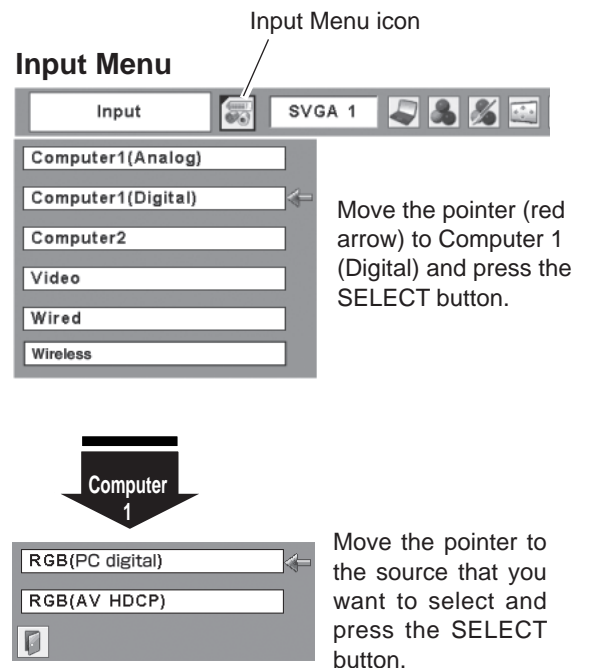 Input Menu icon
Input Menu
Input
SVGA 1
Computer1(Analog)
Computer1(Digital)
Computer2
Video
Wired
Wireless
Move the pointer (red
arrow) to Computer 1
(Digital) and press the
SELECT button.
Computer
1
RGB(PC digital)
RGB(AV HDCP)
Move the pointer to
the source that you
want to select and
press the SELECT
button.